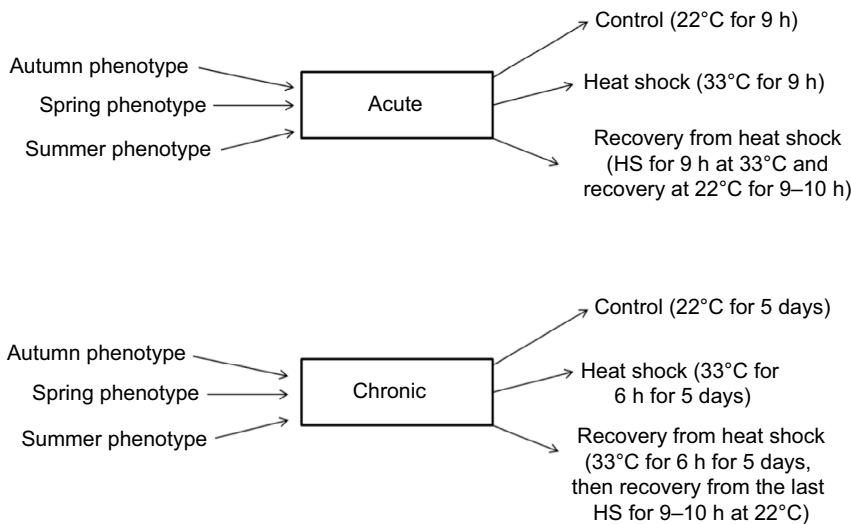 Autumn phenotype
Spring phenotype
Summer phenotype
Acute
Control (22°C for 9 h)
Heat shock (33°C for 9 h)
Recovery from heat shock
(HS for 9 h at 33°C and
recovery at 22°C for 9–10 h)
Autumn phenotype
Spring phenotype
Summer phenotype
Chronic
Control (22°C for 5 days)
Heat shock (33°C for
6 h for 5 days)
Recovery from heat shock
(33°C for 6 h for 5 days,
then recovery from the last
HS for 9–10 h at 22°C)